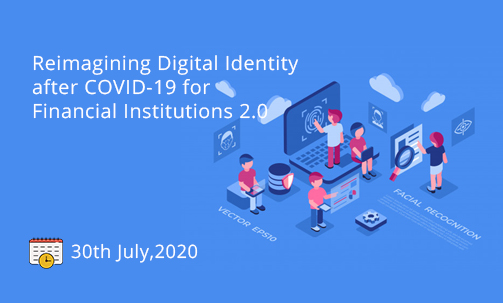 Reimagining Digital Identity
after COVID-19 for
Financial Institutions 2.0
VECTOR EPS10
FACIAL RECOGNITION
30th July,2020